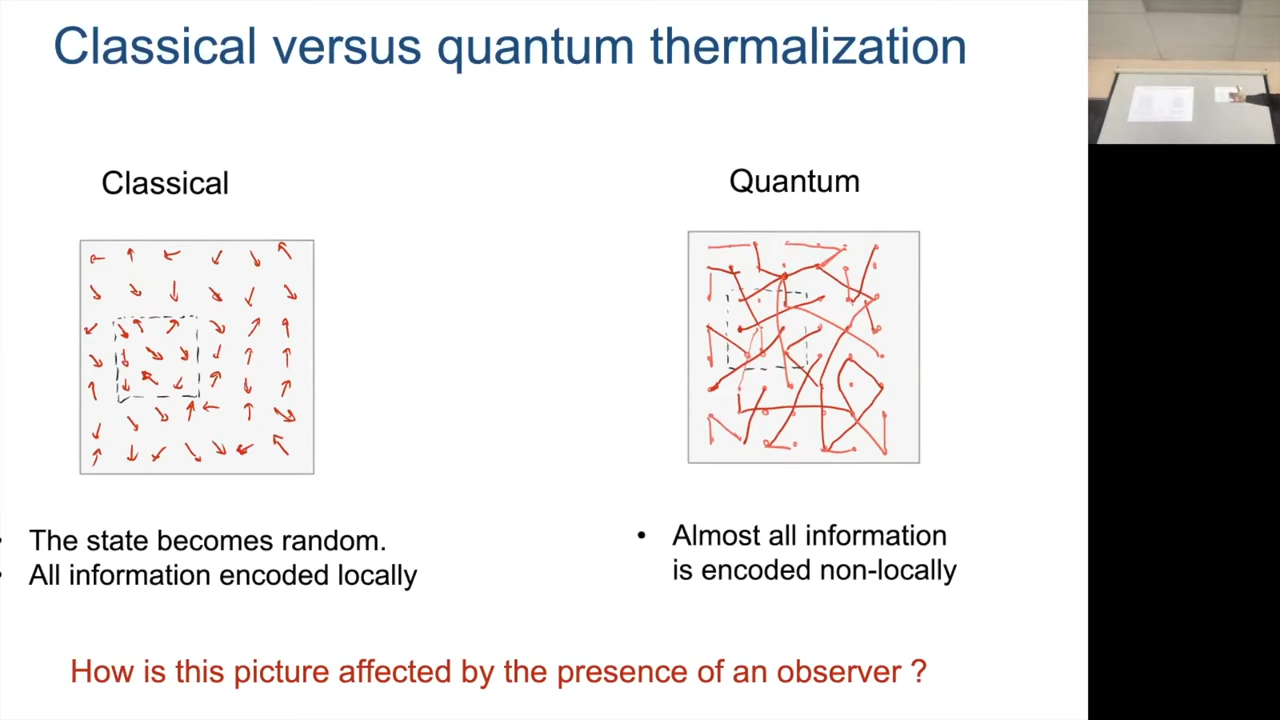 Classical versus quantum thermalization
Classical
Quantum
The state becomes random.
All information encoded locally
• Almost all information
is encoded non-locally
How is this picture affected by the presence of an observer ?